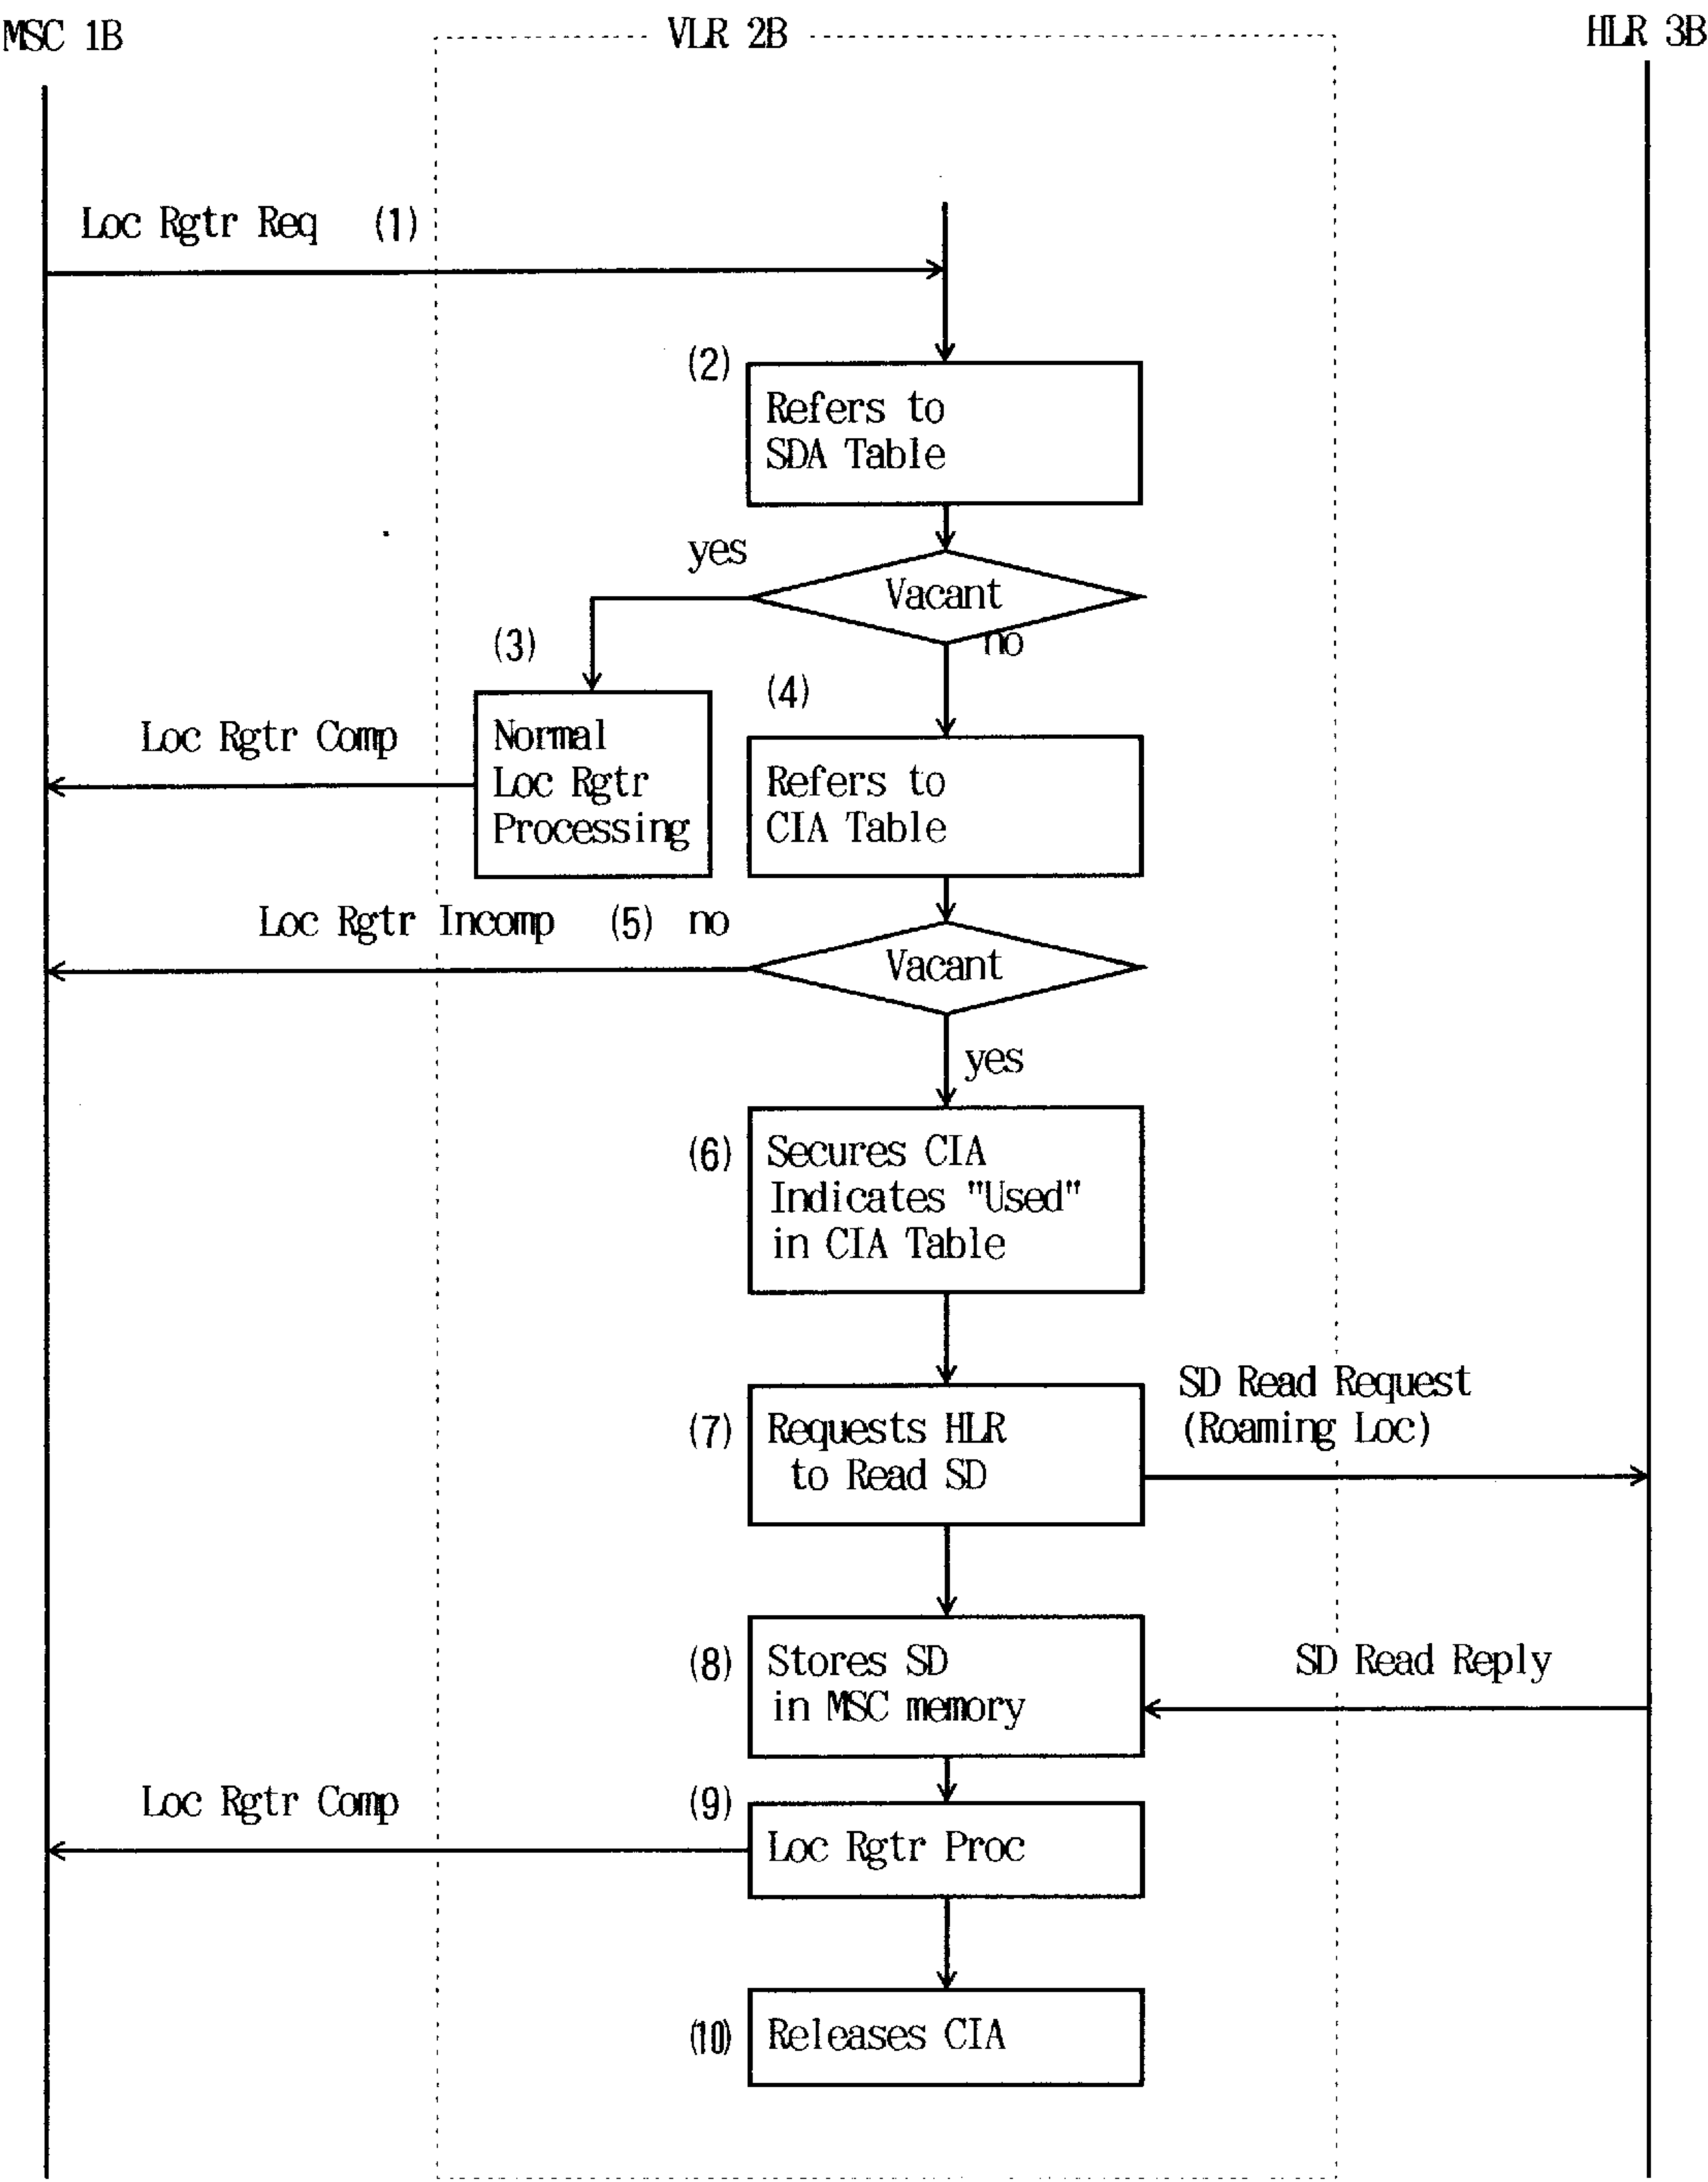 MSC 1B
VLR 2B
HLR 3B
Loc Rgtr Req (1)
(2)
Refers to
SDA Table
yes
Vacant
no
(3)
(4)
Loc Rgtr Comp
Normal
Loc Rgtr
Processing
Refers to
CIA Table
Loc Rgtr Incomp (5) no
Vacant
yes
(6)
Secures CIA
Indicates "Used"
in CIA Table
SD Read Request
(Roaming Loc)
(7)
Requests HLR
to Read SD
(8)
Stores SD
in MSC memory
SD Read Reply
Loc Rgtr Comp
(9)
Loc Rgtr Proc
(10)
Releases CIA